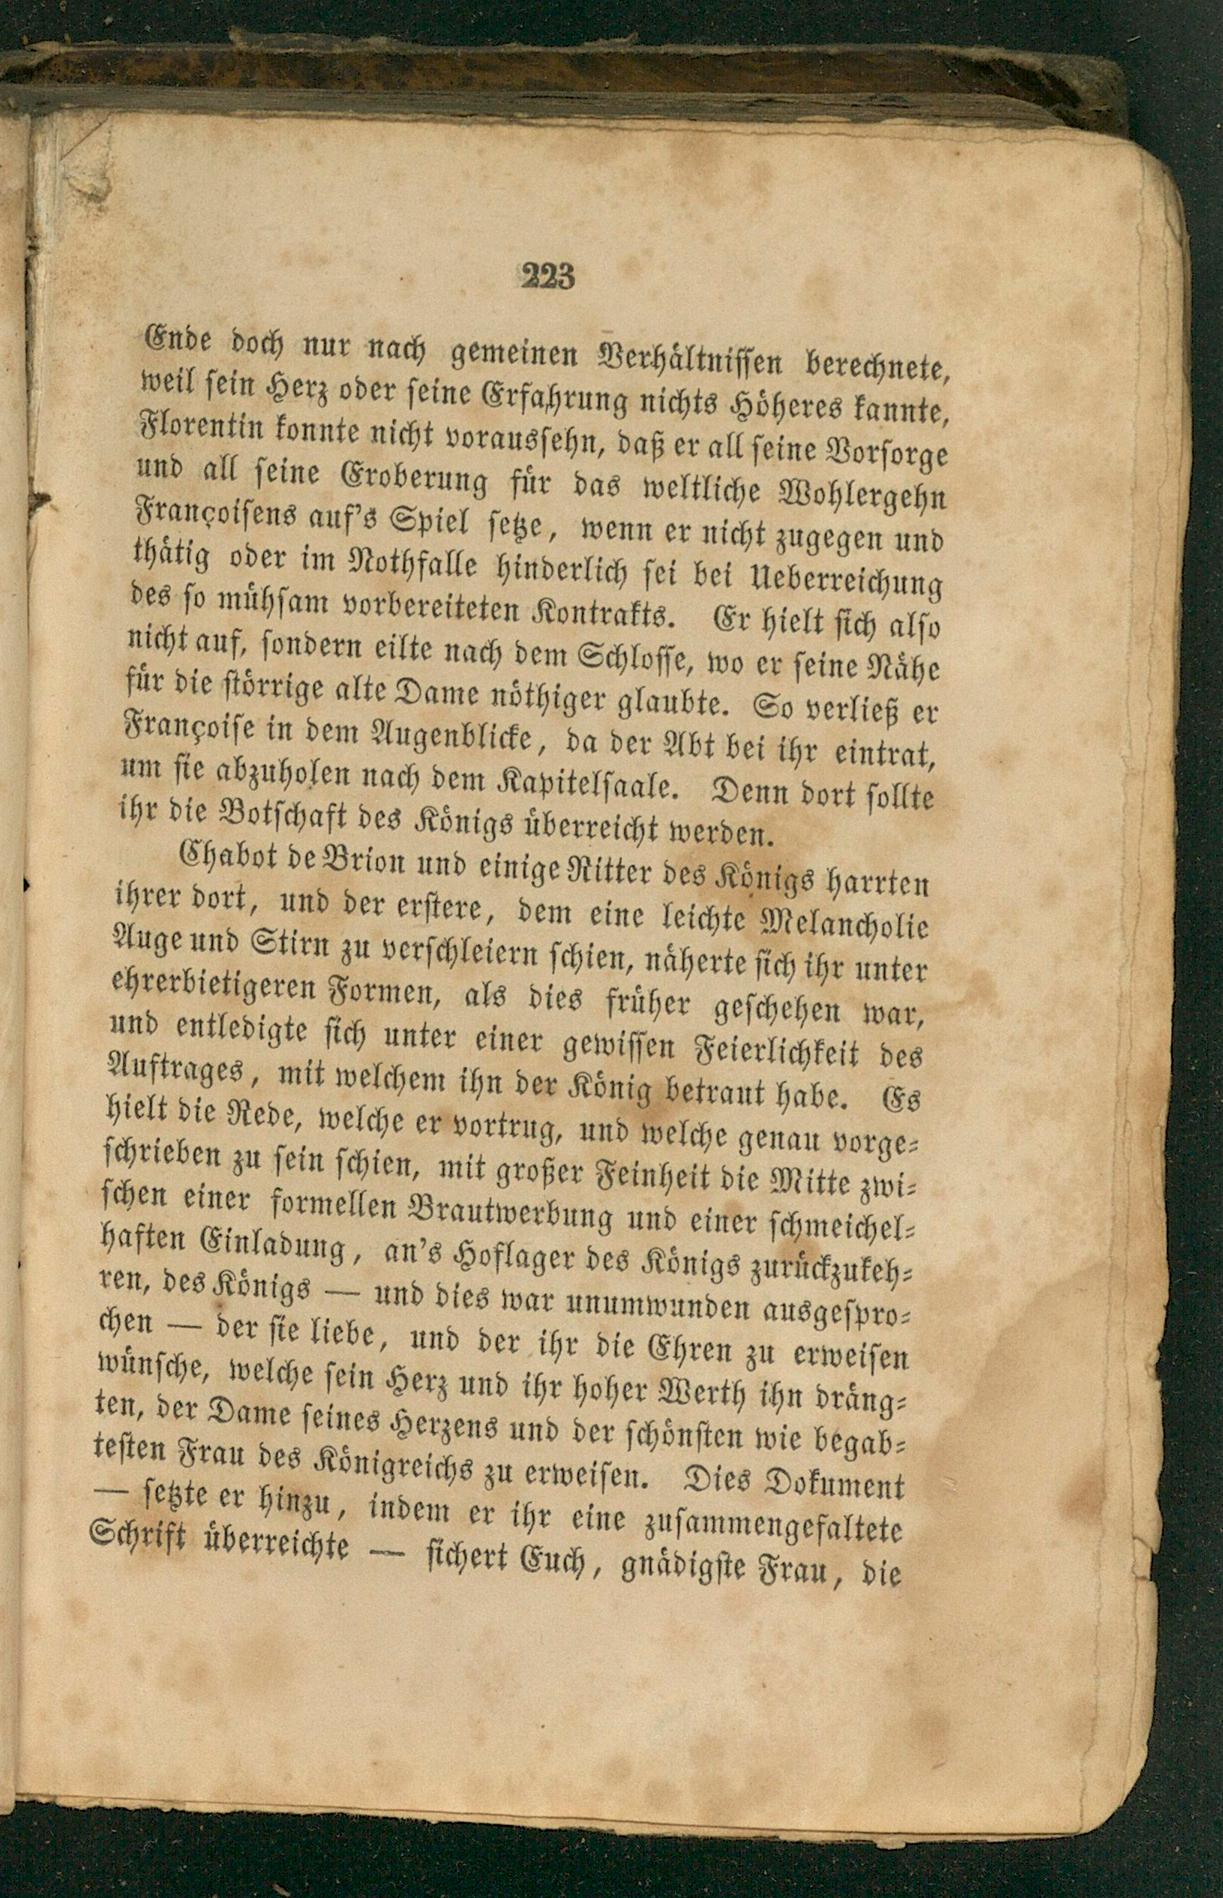 223
Ende doch nur nach gemeinen Verhältnissen berechnete,
weil sein Herz oder seine Erfahrung nichts Höheres kannte,
Florentin konnte nicht voraussehn, daß er all seine Vorsorge
und all seine Eroberung für das weltliche Wohlergehn
Françoisens auf's Spiel setze, wenn er nicht zugegen und
thätig oder im Nothfalle hinderlich sei bei Ueberreichung
des so mühsam vorbereiteten Kontrakts. Er hielt sich also
nicht auf, sondern eilte nach dem Schlosse, wo er seine Nähe
für die störrige alte Dame nöthiger glaubte. So verließ er
Françoise in dem Augenblicke, da der Abt bei ihr eintrat,
um sie abzuholen nach dem Kapitelsaale. Denn dort sollte
ihr die Botschaft des Königs überreicht werden.
Chabot de Brion und einige Ritter des Königs harrten
ihrer dort, und der erstere, dem eine leichte Melancholie
Auge und Stirn zu verschleiern schien, näherte sich ihr unter
ehrerbietigeren Formen, als dies früher geschehen war,
und entledigte sich unter einer gewissen Feierlichkeit des
Auftrages, mit welchem ihn der König betraut habe. Es
hielt die Rede, welche er vortrug, und welche genau vorge-
schrieben zu sein schien, mit großer Feinheit die Mitte zwi-
schen einer formellen Brautwerbung und einer schmeichel-
haften Einladung, an's Hoflager des Königs zurückzukeh-
ren, des Königs — und dies war unumwunden ausgespro-
chen — der sie liebe, und der ihr die Ehren zu erweisen
wünsche, welche sein Herz und ihr hoher Werth ihn dräng-
ten, der Dame seines Herzens und der schönsten wie begab-
testen Frau des Königreichs zu erweisen. Dies Dokument
— setzte er hinzu, indem er ihr eine zusammengefaltete
Schrift überreichte — sichert Euch, gnädigste Frau, die